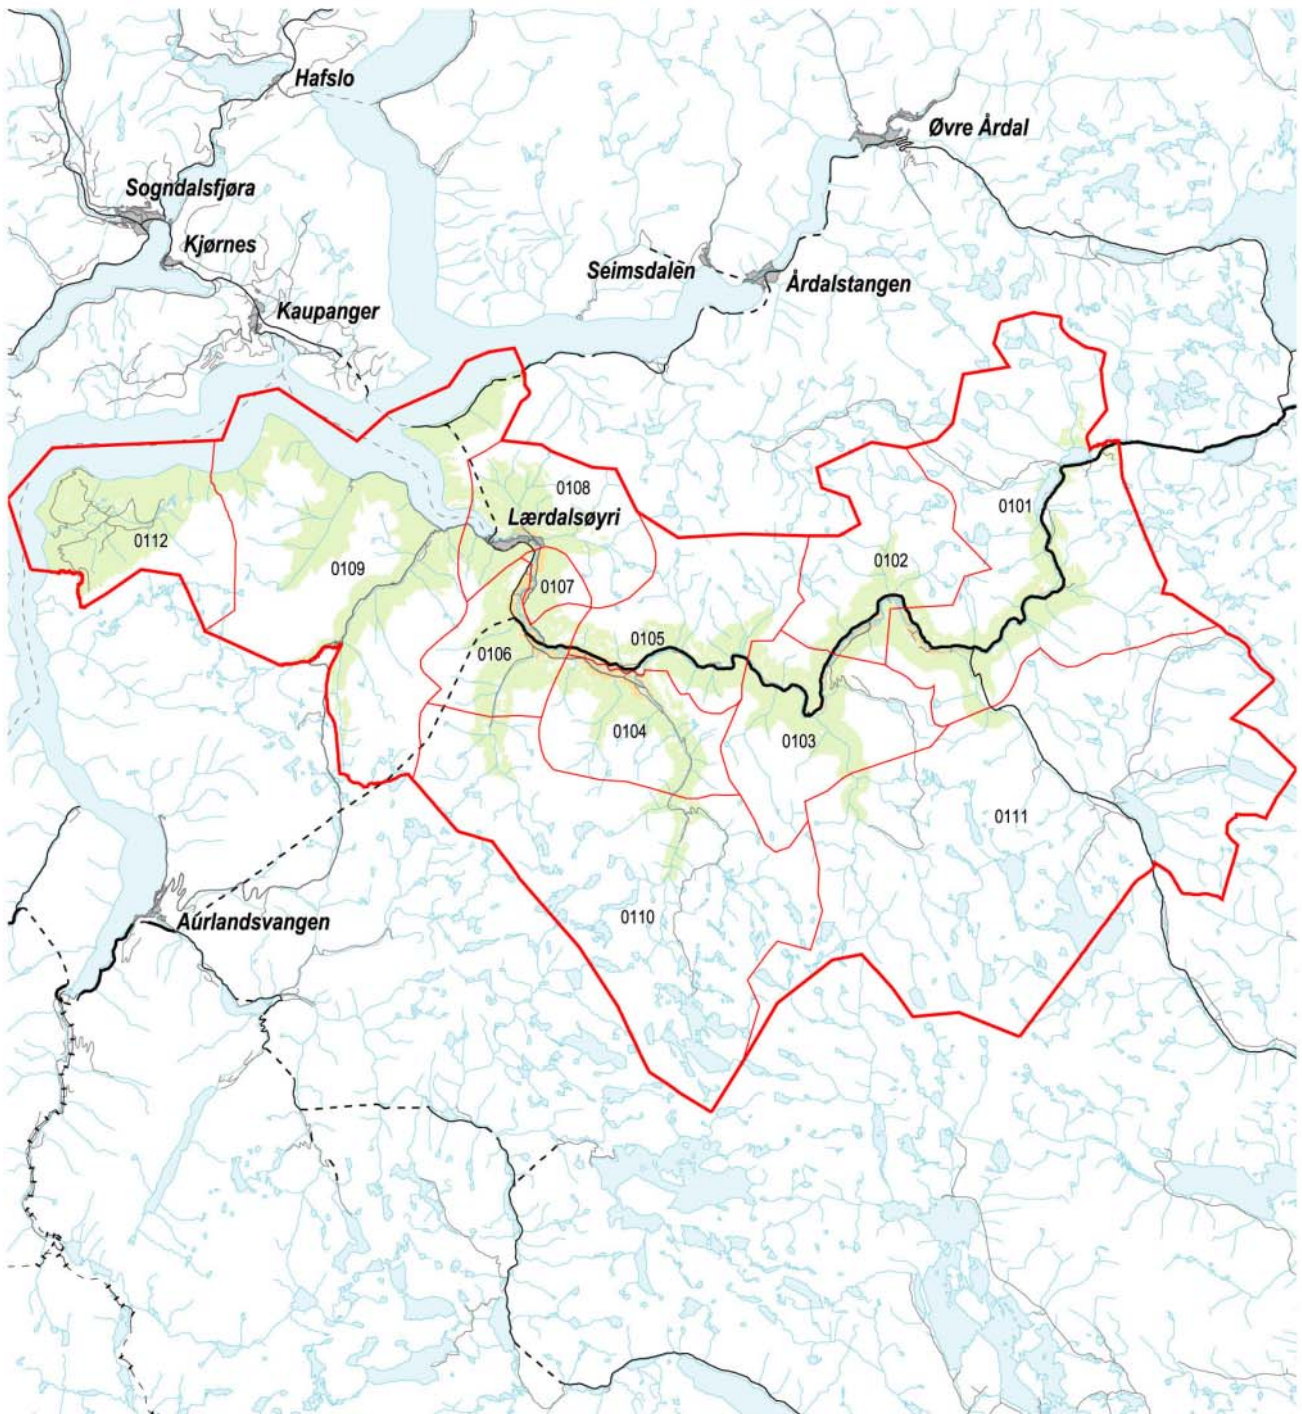 Hafslo
Øvre Årdal
Sogndalsfjøra
Kjørnes
Seimsdalen
Årdalstangen
Kaupanger
0108
0101
Lærdalsøyri
0112
0109
0102
0107
0105
0106
0104
0103
0111
0110
Aurlandsvangen